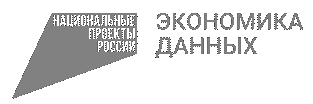 НАЦИОНАЛЬНЫЕ
ПРОЕКТЫ
РОССИИ
ЭКОНОМИКА
ДАННЫХ